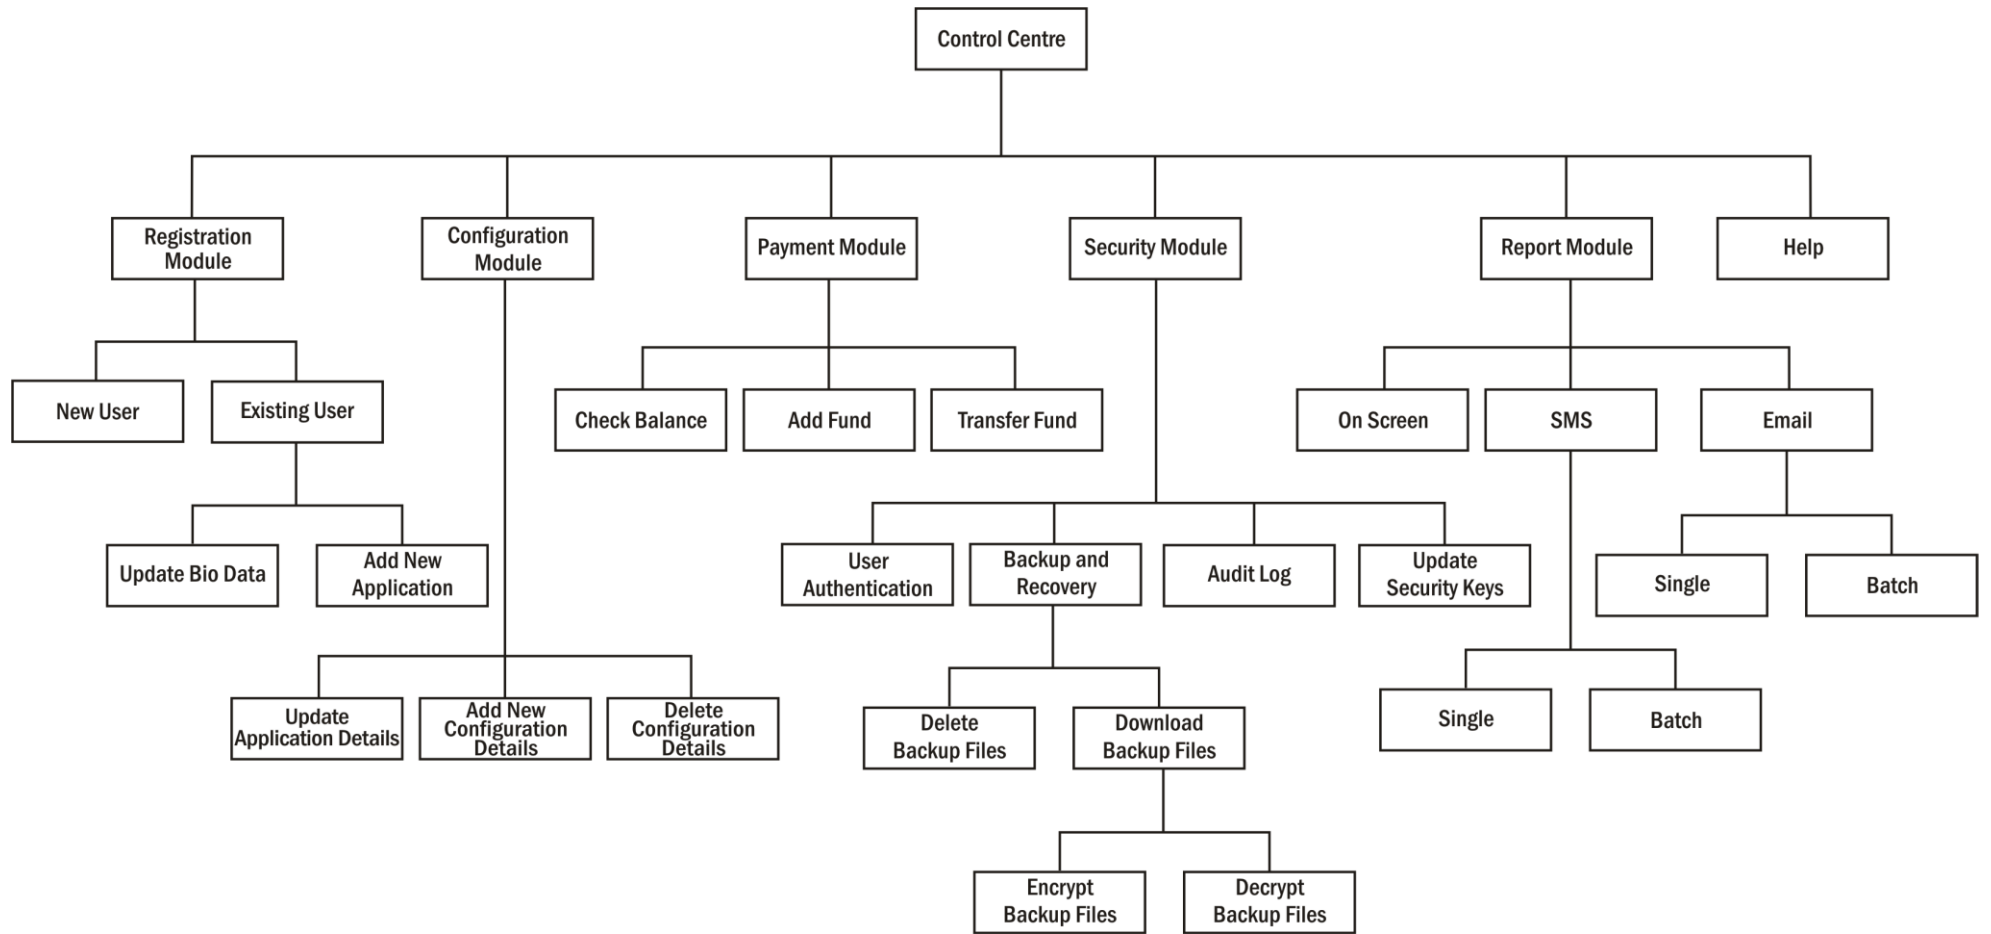 Control Centre
Registration
Module
Configuration
Module
Payment Module
Security Module
Report Module
Help
New User
Existing User
Check Balance
Add Fund
Transfer Fund
On Screen
SMS
Email
Update Bio Data
Add New
Application
User
Authentication
Backup and
Recovery
Audit Log
Update
Security Keys
Single
Batch
Update
Application Details
Add New
Configuration
Details
Delete
Configuration
Details
Delete
Backup Files
Download
Backup Files
Single
Batch
Encrypt
Backup Files
Decrypt
Backup Files